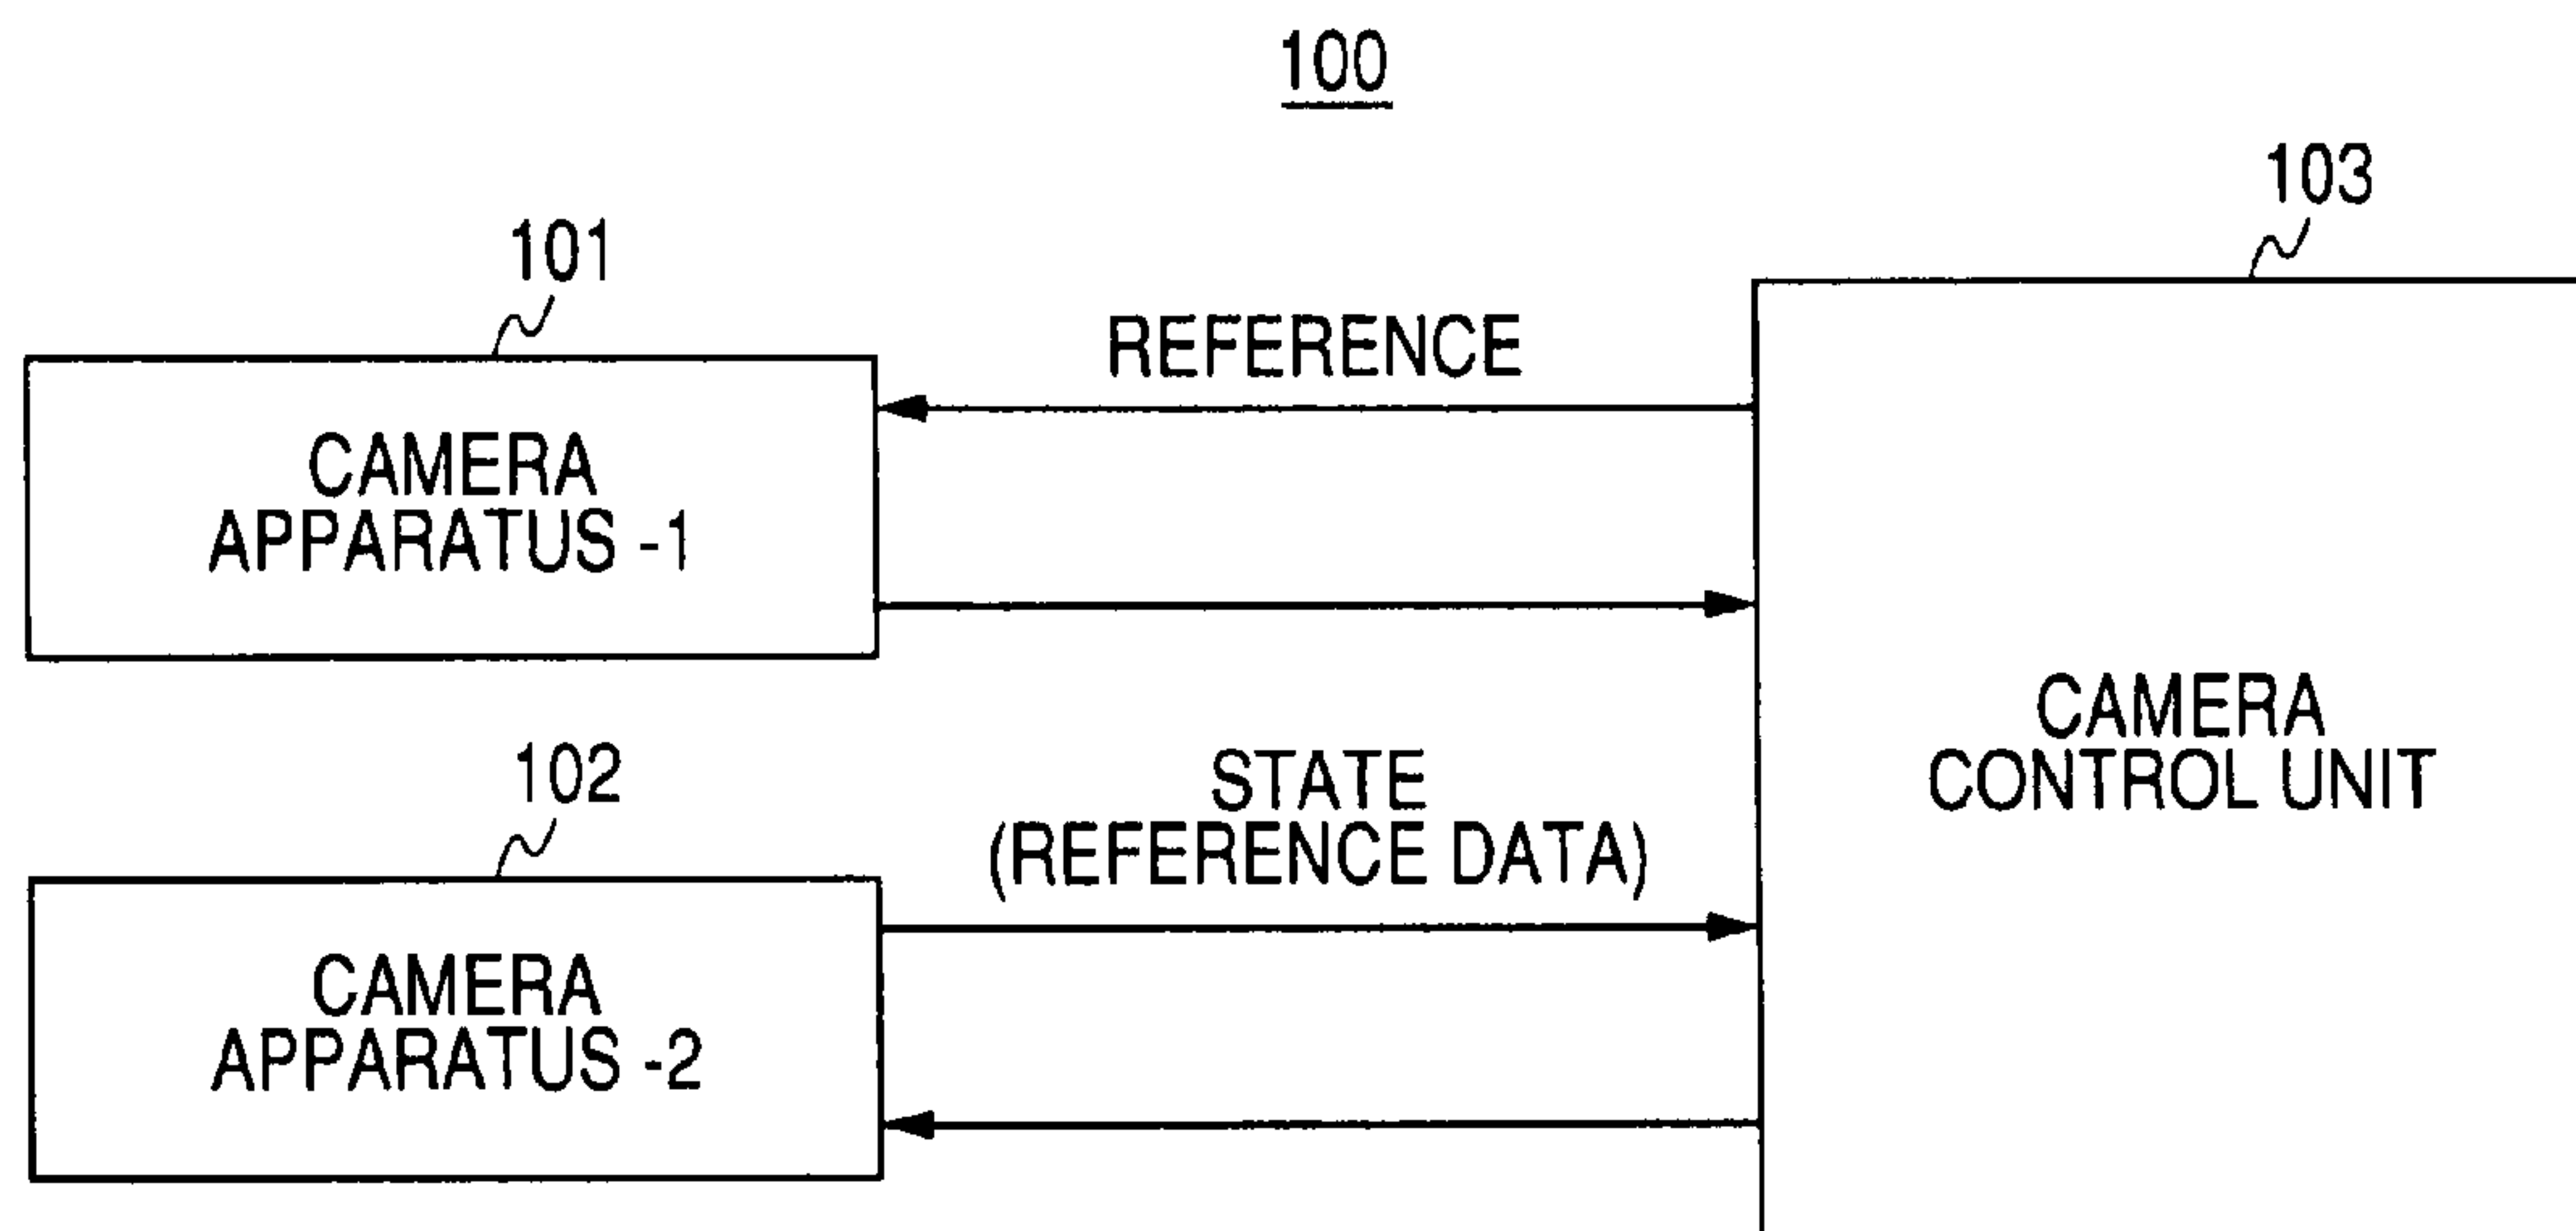 100
103
101
REFERENCE
CAMERA
APPARATUS -1
CAMERA
CONTROL UNIT
102
STATE
(REFERENCE DATA)
CAMERA
APPARATUS -2